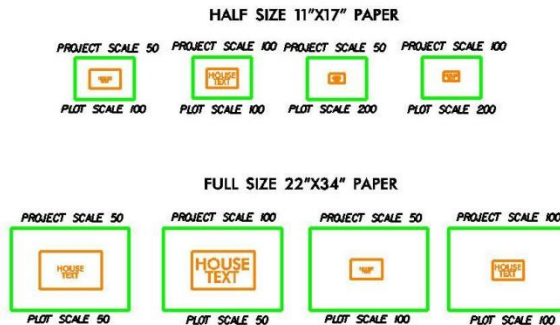 HALF SIZE 11"X17" PAPER
PROJECT SCALE 50 PROJECT SCALE 100 PROJECT SCALE 50 PROJECT SCALE 100
HOUSE TEXT
PLOT SCALE 100 PLOT SCALE 100 PLOT SCALE 200 PLOT SCALE 200
FULL SIZE 22"X34" PAPER
PROJECT SCALE 50 PROJECT SCALE 100 PROJECT SCALE 50 PROJECT SCALE 100
HOUSE HOUSE HOUSE
TEXT TEXT TEXT
PLOT SCALE 50 PLOT SCALE 50 PLOT SCALE 100 PLOT SCALE 100